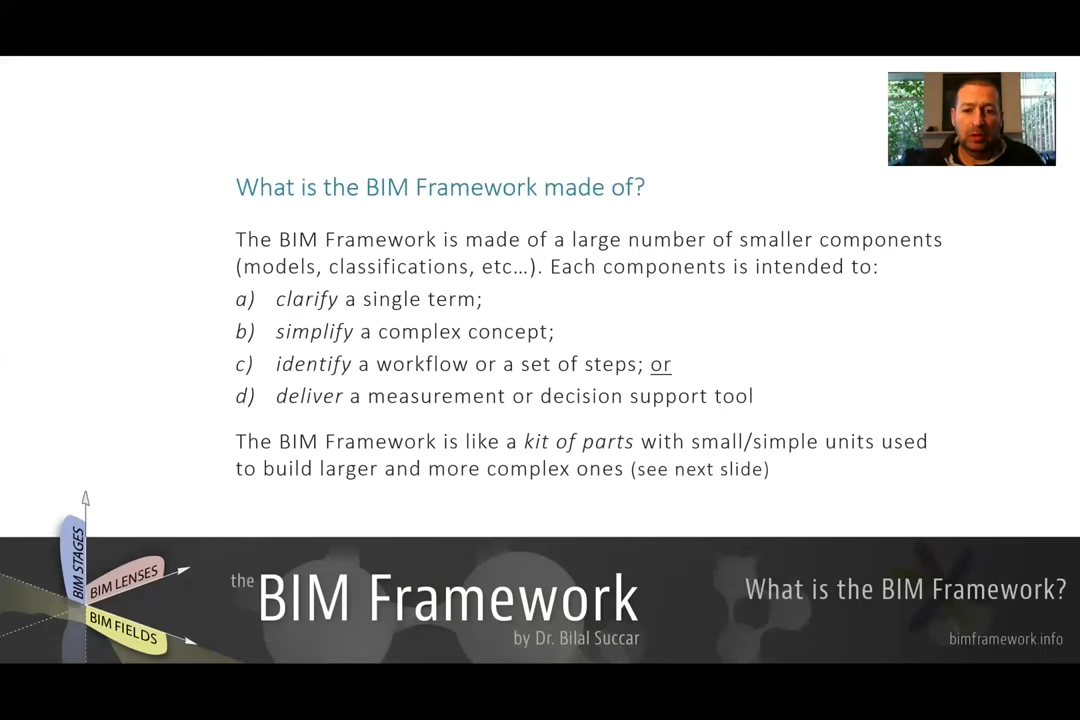 What is the BIM Framework made of?
The BIM Framework is made of a large number of smaller components
(models, classifications, etc...). Each components is intended to:
a) clarify a single term;
b) simplify a complex concept;
c) identify a workflow or a set of steps; or
d) deliver a measurement or decision support tool
The BIM Framework is like a kit of parts with small/simple units used
to build larger and more complex ones (see next slide)
BIM STAGES
BIM LENSES
BIM FIELDS
the BIM Framework
by Dr. Bilal Succar
What is the BIM Framework?
bimframework.info